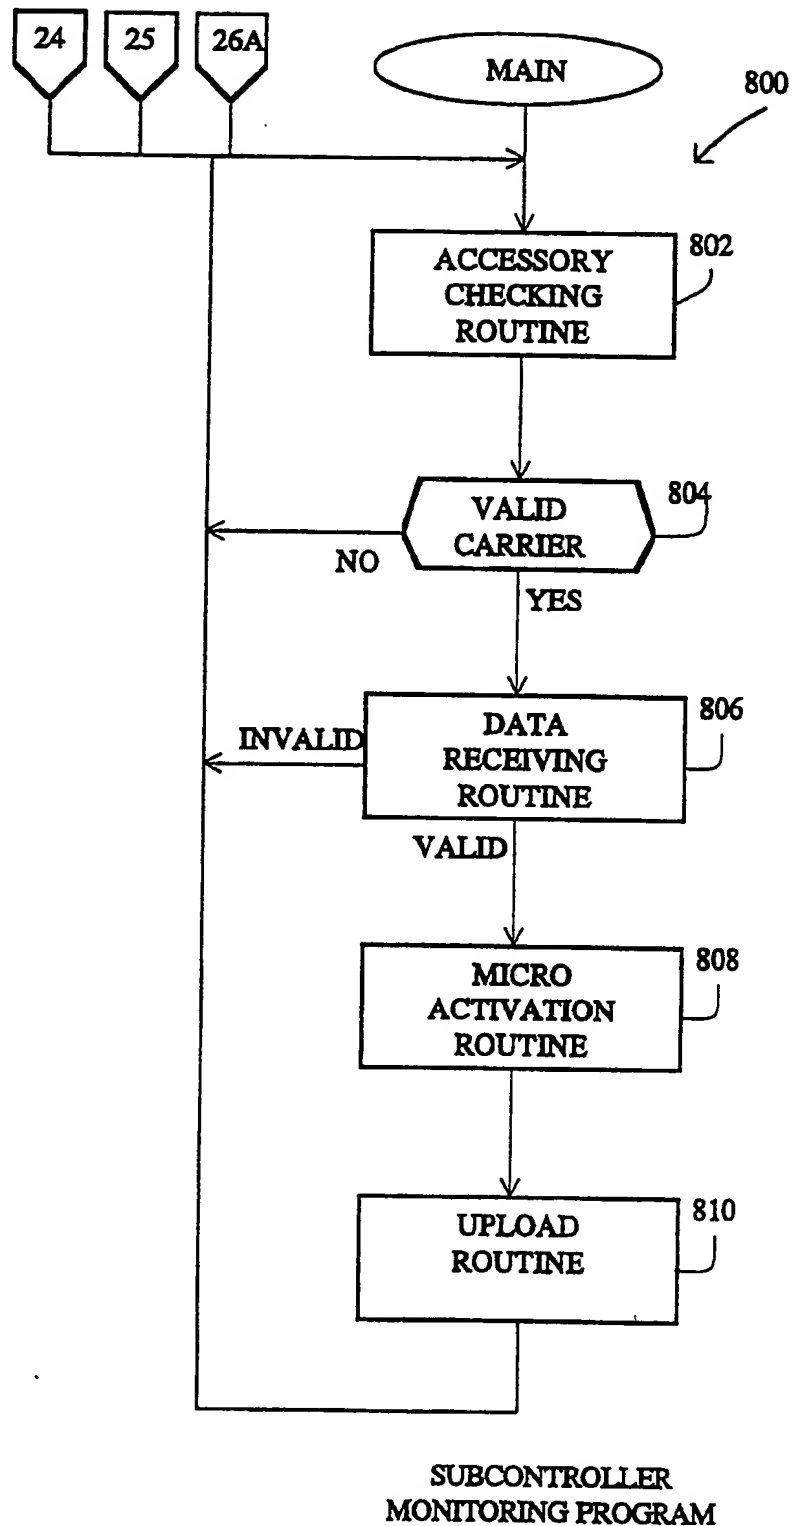 24
25
26A
MAIN
800
802
ACCESSORY
CHECKING
ROUTINE
804
VALID
CARRIER
NO
YES
806
DATA
RECEIVING
ROUTINE
INVALID
VALID
808
MICRO
ACTIVATION
ROUTINE
810
UPLOAD
ROUTINE
SUBCONTROLLER
MONITORING PROGRAM